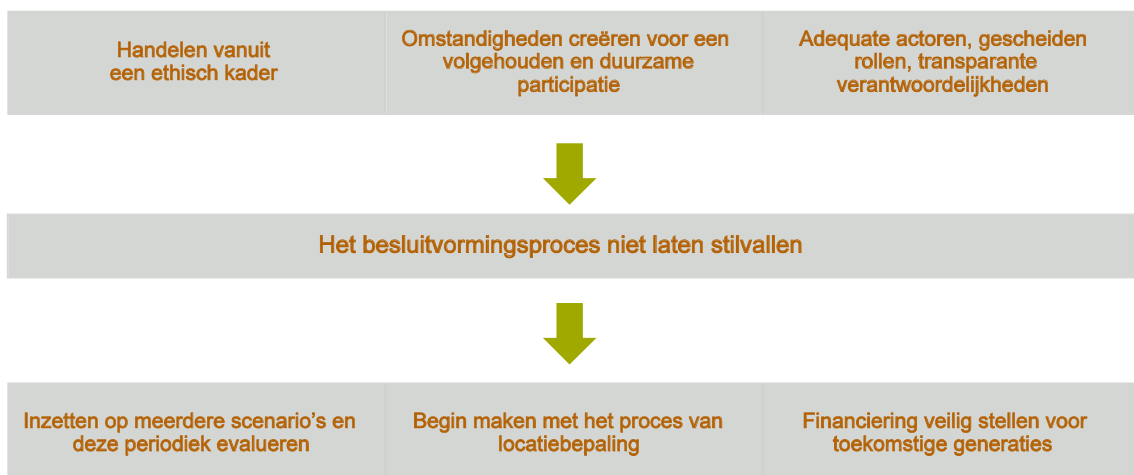 Handelen vanuit
een ethisch kader
Omstandigheden creëren voor een
volgehouden en duurzame
participatie
Adequate actoren, gescheiden
rollen, transparante
verantwoordelijkheden
Het besluitvormingsproces niet laten stilvallen
Inzetten op meerdere scenario's en
deze periodiek evalueren
Begin maken met het proces van
locatiebepaling
Financiering veilig stellen voor
toekomstige generaties